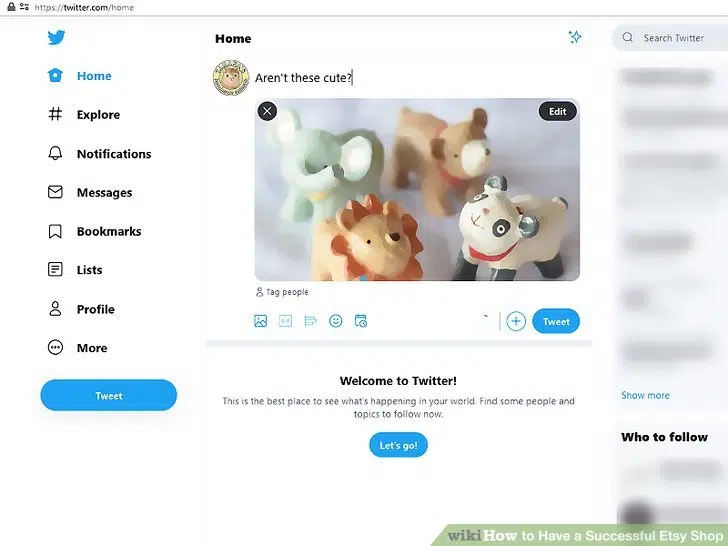 https://twitter.com/home
Home
Search Twitter
Home
Aren't these cute?
Edit
Explore
Notifications
Messages
Bookmarks
Lists
Tag people
Profile
Tweet
More
Tweet
Welcome to Twitter!
This is the best place to see what's happening in your world. Find some people and
topics to follow now.
Let's go!
Show more
Who to follow
wikiHow to Have a Successful Etsy Shop